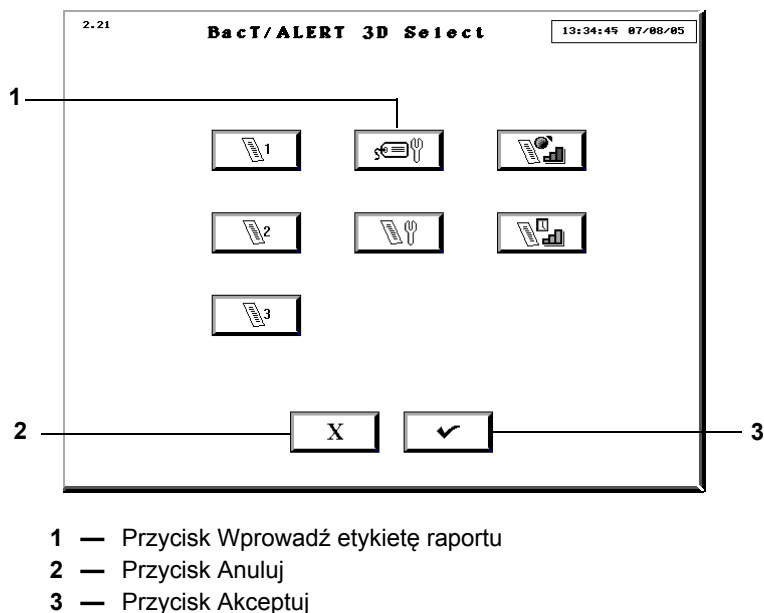 2.21 BacT/ALERT 3D Select 13:34:45 07/08/05
1
1
2
3
X
2
3
1 — Przycisk Wprowadź etykietę raportu
2 — Przycisk Anuluj
3 — Przycisk Akceptuj